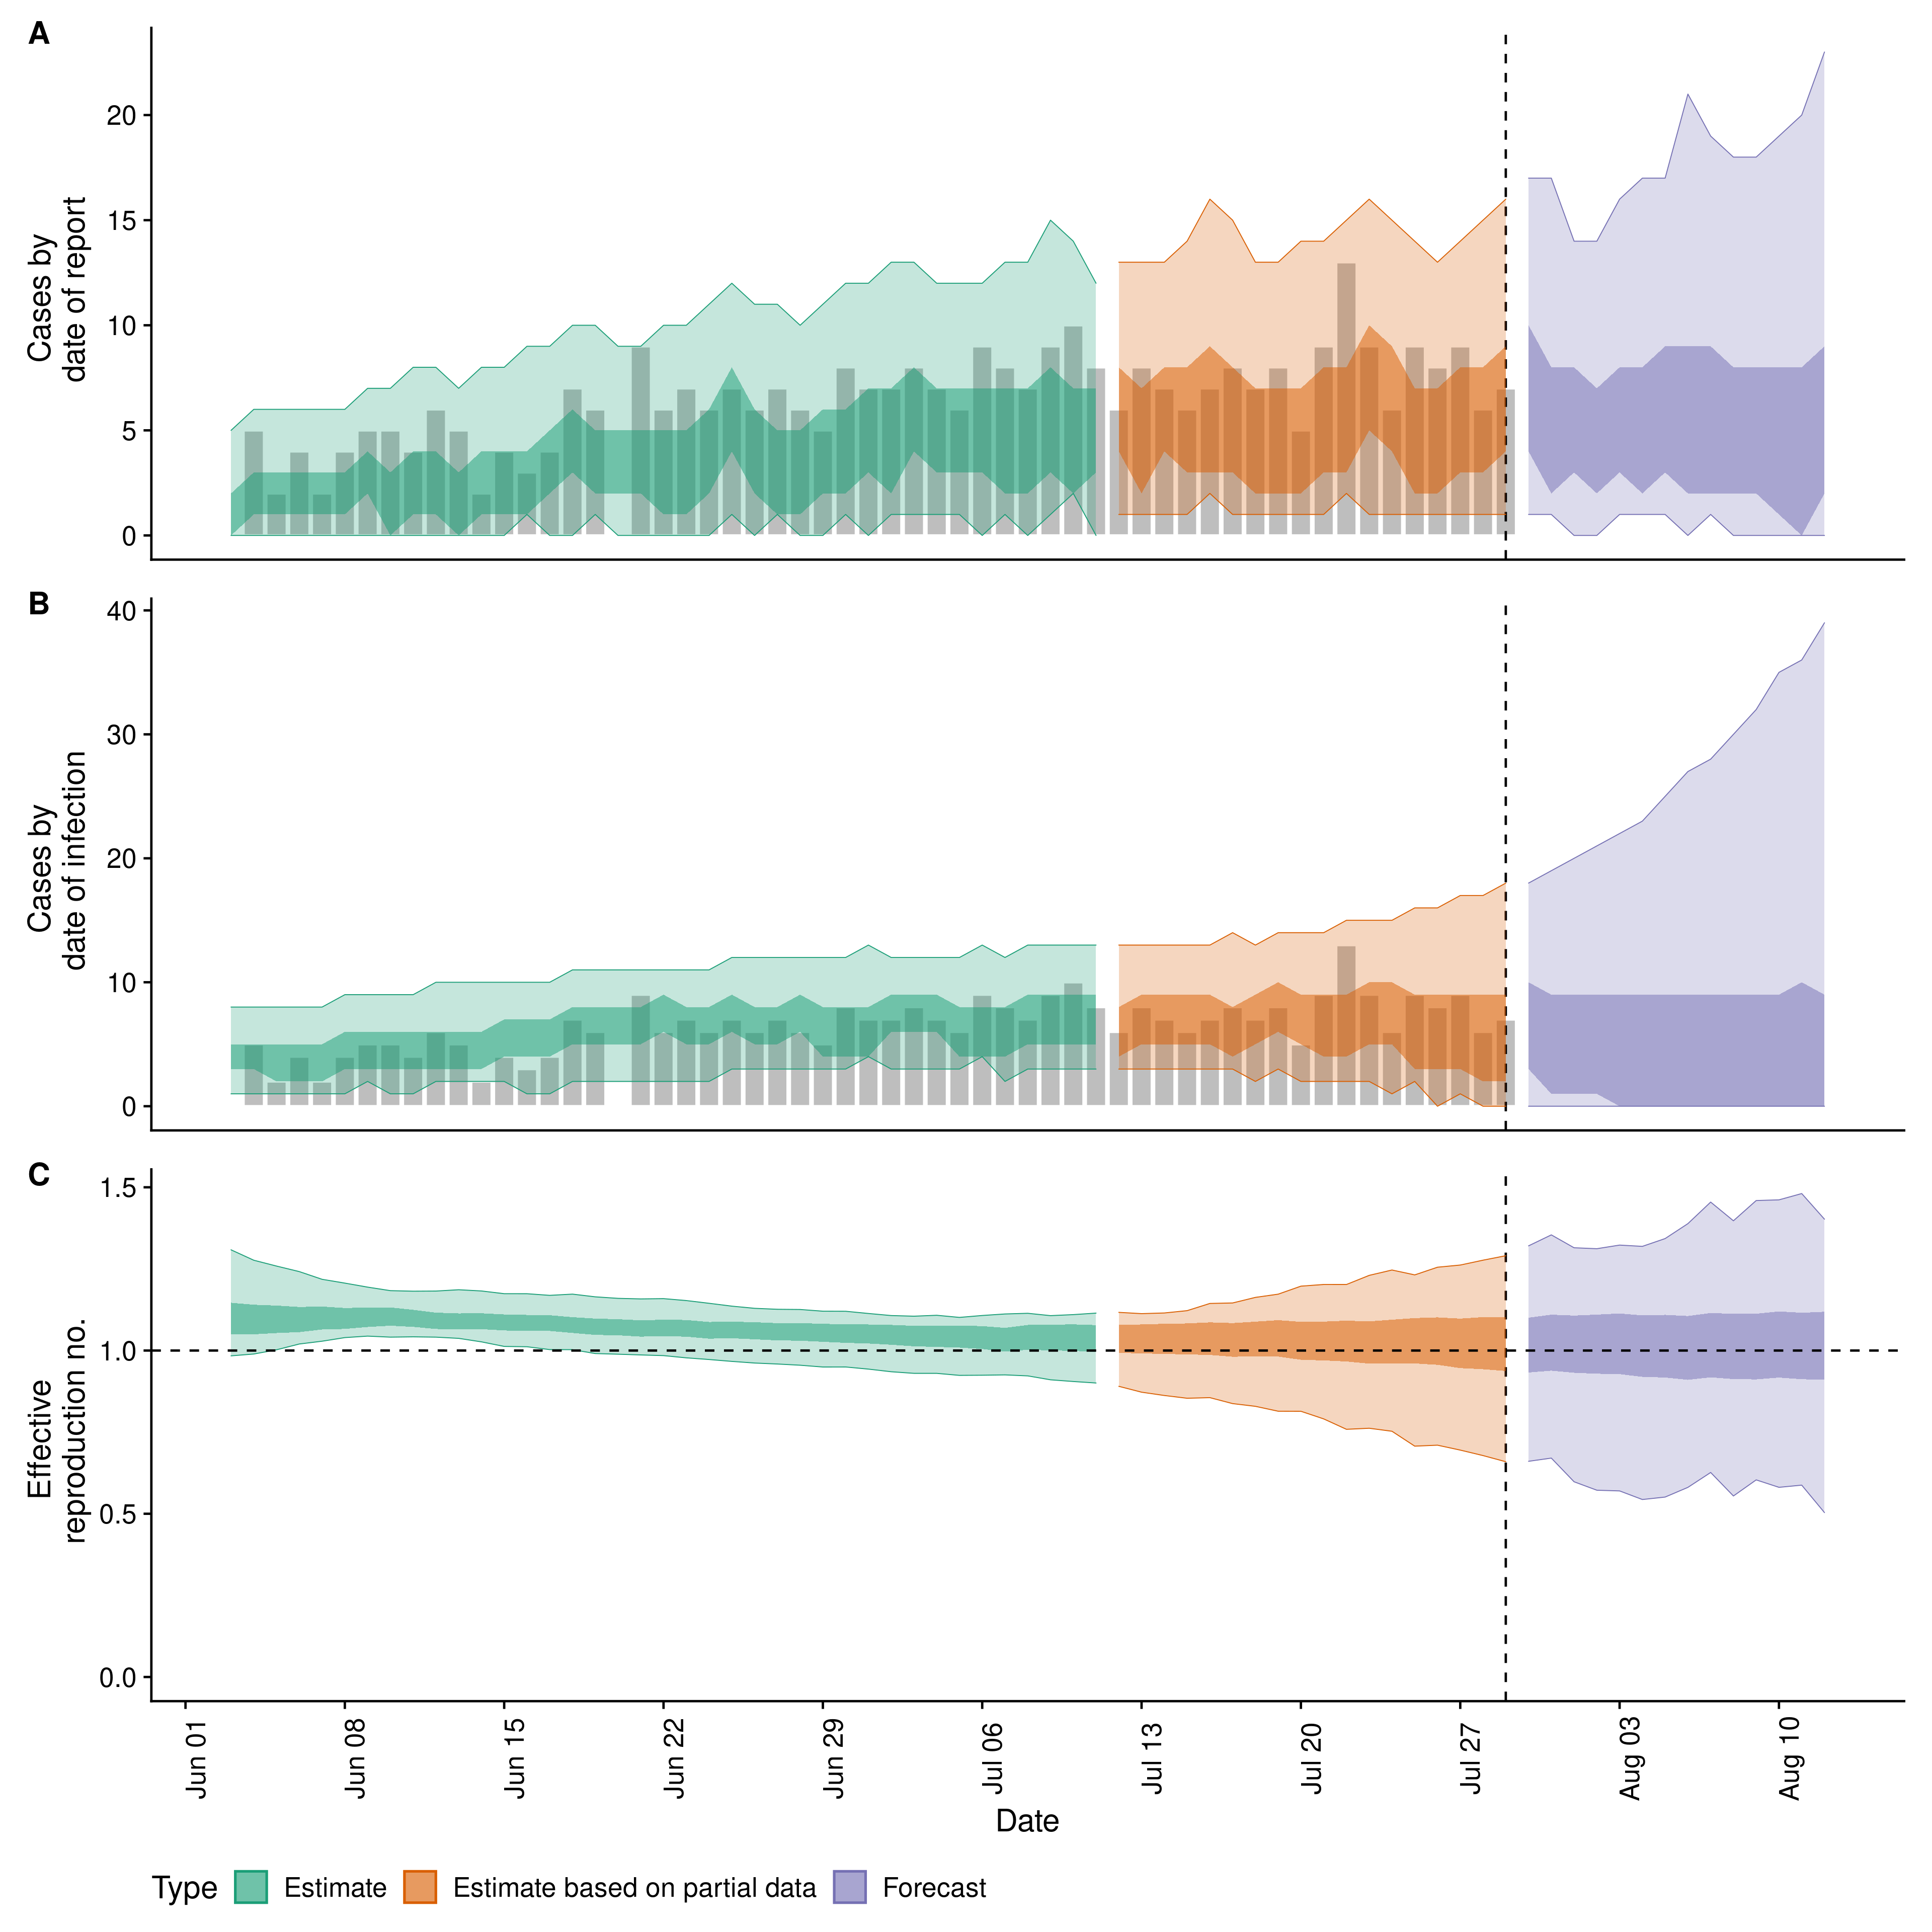 A
Cases by
date of report
20
15
10
5
0
B
Cases by
date of infection
40
30
20
10
0
C
Effective
reproduction no.
1.5
1.0
0.5
0.0
Jun 01
Jun 08
Jun 15
Jun 22
Jun 29
Jul 06
Jul 13
Jul 20
Jul 27
Aug 03
Aug 10
Date
Type Estimate Estimate based on partial data Forecast